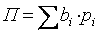 П = ∑ bᵢ · pᵢ